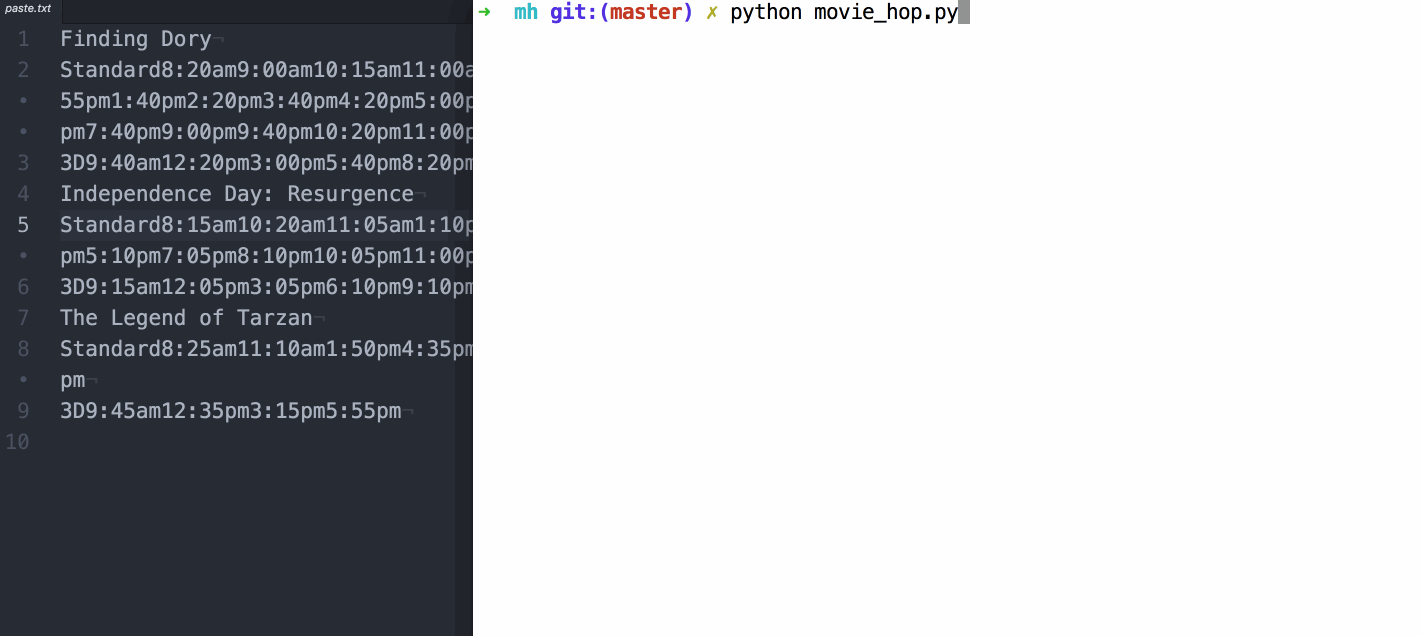 paste.txt
1 Finding Dory¬
2 Standard8:20am9:00am10:15am11:00a
• 55pm1:40pm2:20pm3:40pm4:20pm5:00p
• pm7:40pm9:00pm9:40pm10:20pm11:00p
3 3D9:40am12:20pm3:00pm5:40pm8:20pm
4 Independence Day: Resurgence¬
5 Standard8:15am10:20am11:05am1:10p
• pm5:10pm7:05pm8:10pm10:05pm11:00p
6 3D9:15am12:05pm3:05pm6:10pm9:10pm
7 The Legend of Tarzan¬
8 Standard8:25am11:10am1:50pm4:35pm
• pm¬
9 3D9:45am12:35pm3:15pm5:55pm¬
10
➜ mh git:(master) ✗ python movie_hop.py